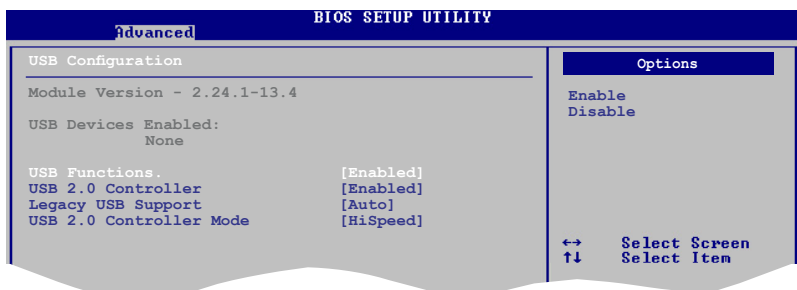 BIOS SETUP UTILITY
Advanced
USB Configuration
Module Version - 2.24.1-13.4
USB Devices Enabled:
None
USB Functions. [Enabled]
USB 2.0 Controller [Enabled]
Legacy USB Support [Auto]
USB 2.0 Controller Mode [HiSpeed]
Options
Enable
Disable
←→ Select Screen
↑↓ Select Item